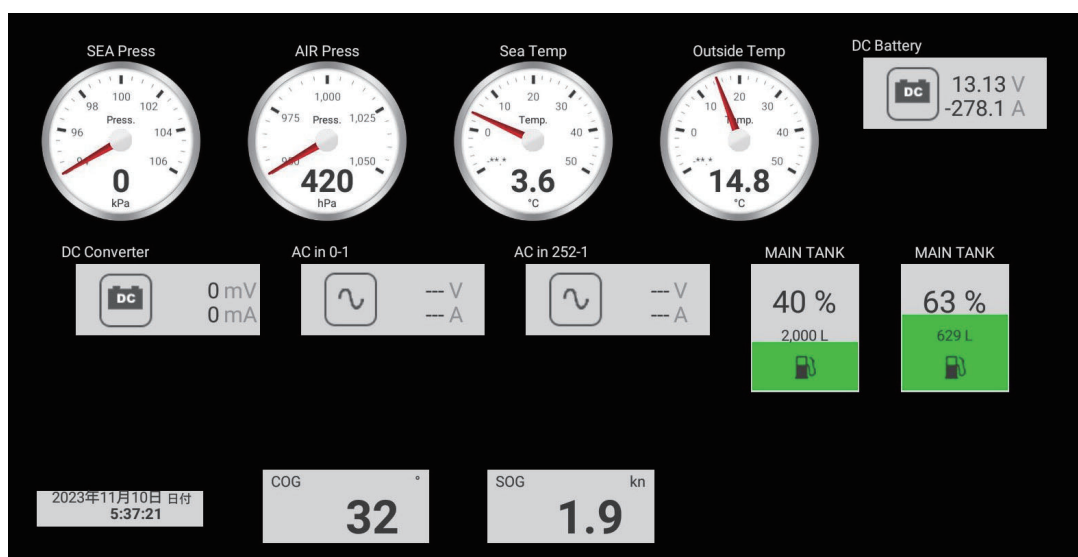 SEA Press
98
100
102
96
Press.
104
94
106
0
kPa
AIR Press
1,000
975
Press.
1,025
950
1,050
420
hPa
Sea Temp
10
20
30
0
Temp.
40
-**.*
50
3.6
°C
Outside Temp
10
20
30
0
Temp.
40
-**.*
50
14.8
°C
DC Battery
DC
13.13 V
-278.1 A
DC Converter
DC
0 mV
0 mA
AC in 0-1
--- V
--- A
AC in 252-1
--- V
--- A
MAIN TANK
40 %
2,000 L
MAIN TANK
63 %
629 L
2023年11月10日 日付
5:37:21
COG °
32
SOG kn
1.9